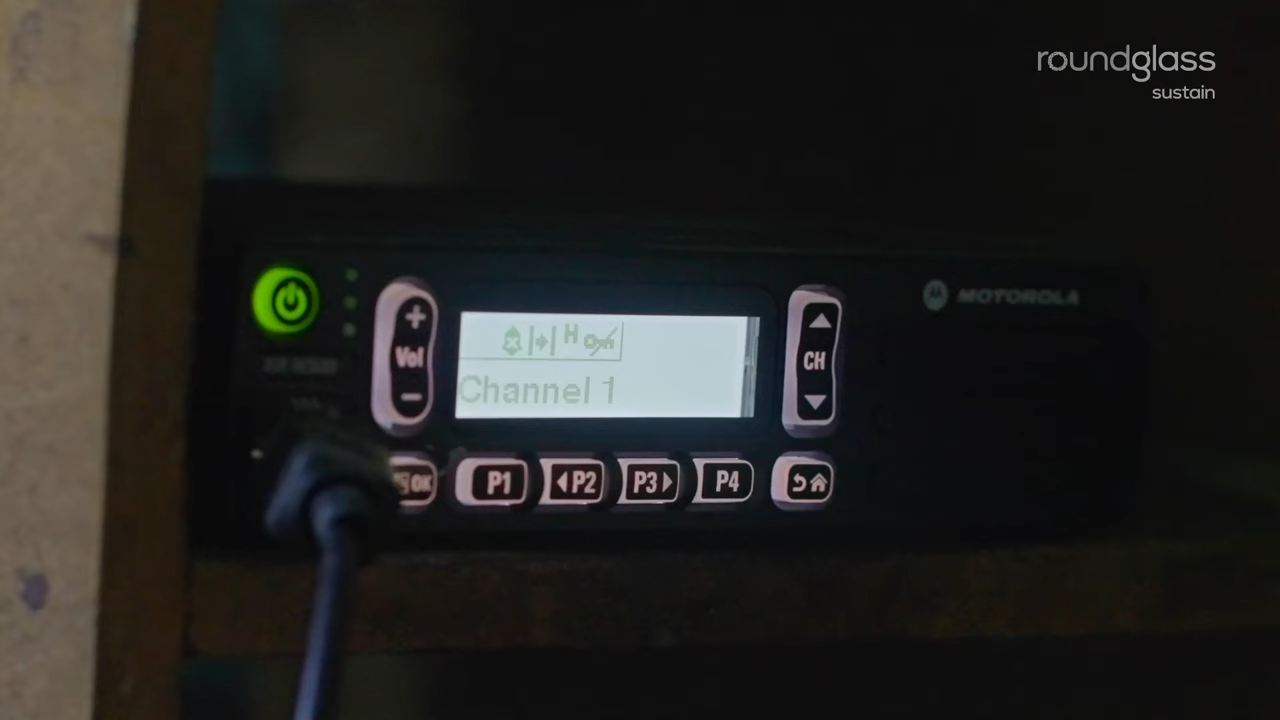 roundglass
sustain
MOTOROLA
+
Vol
−
H
Channel 1
CH
OK
P1
P2
P3
P4